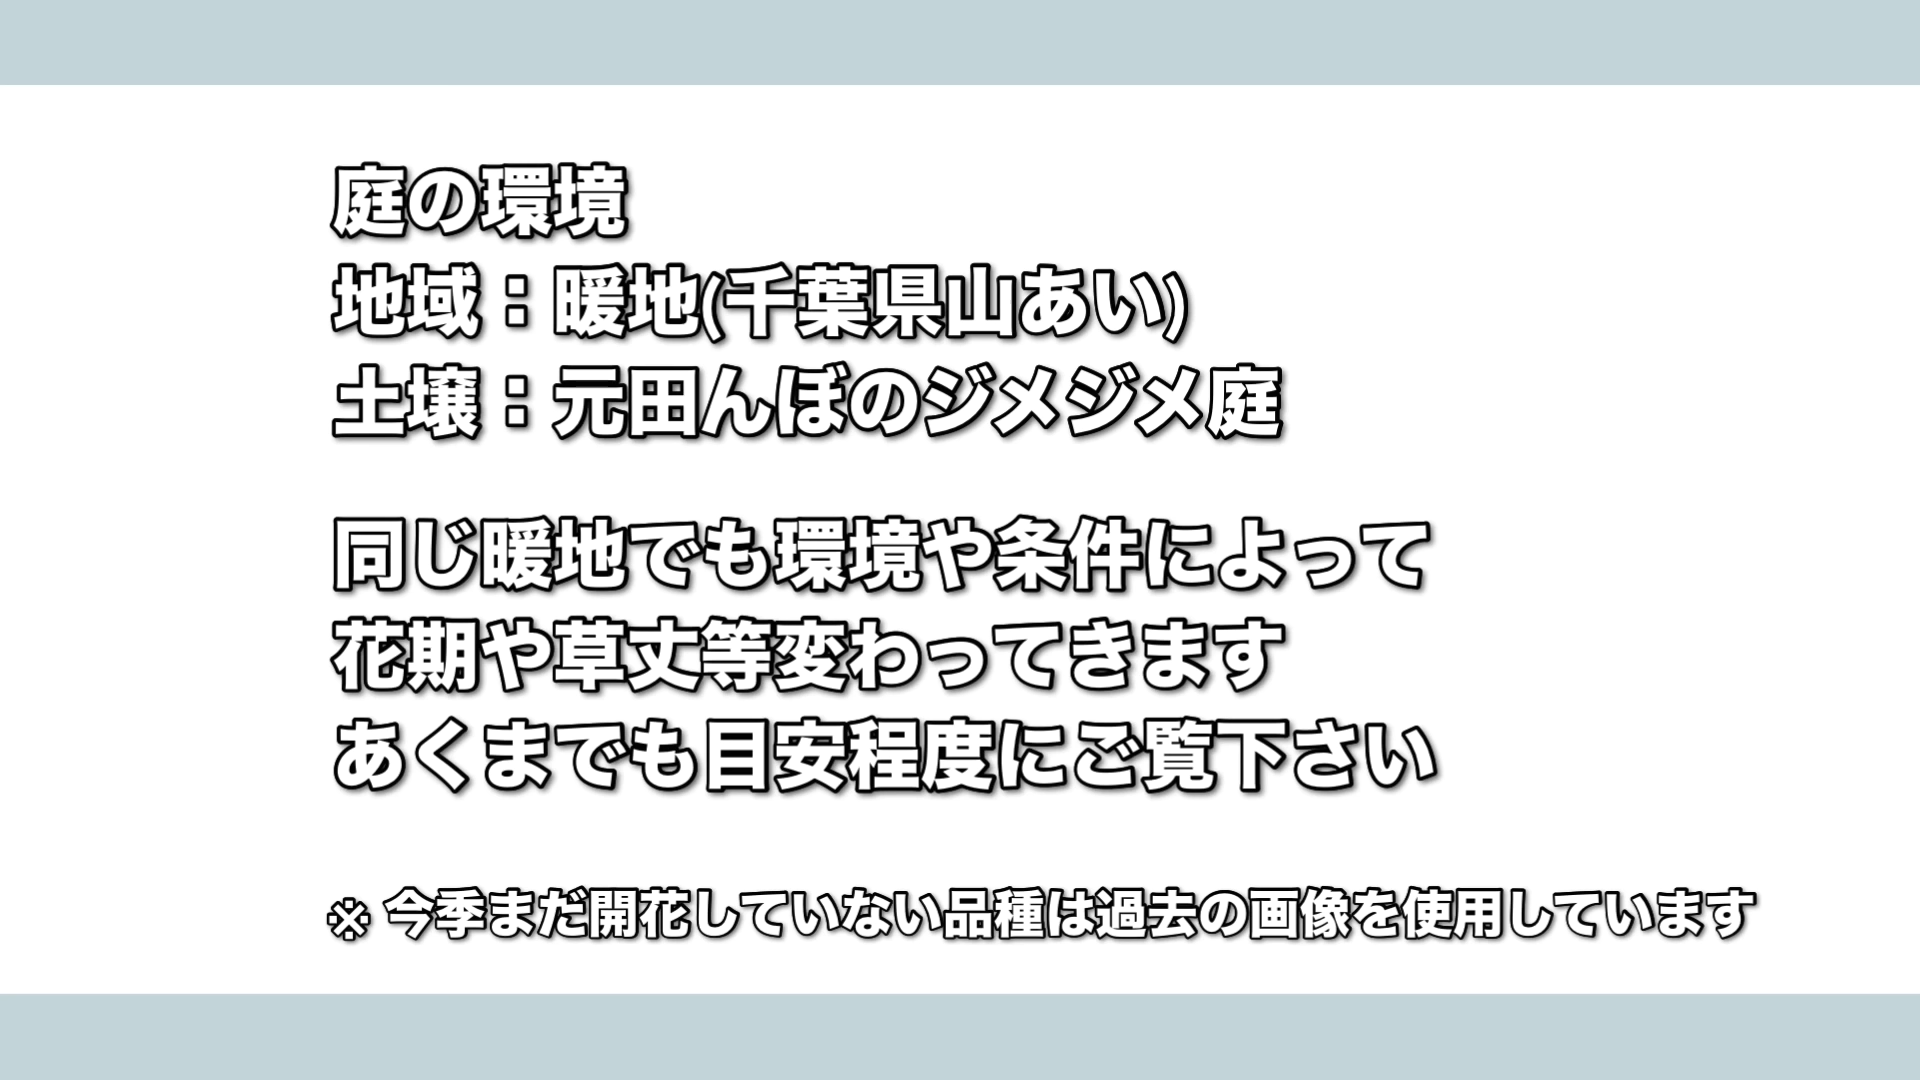 庭の環境
地域：暖地(千葉県山あい)
土壌：元田んぼのジメジメ庭
同じ暖地でも環境や条件によって
花期や草丈等変わってきます
あくまでも目安程度にご覧下さい
※ 今季まだ開花していない品種は過去の画像を使用しています